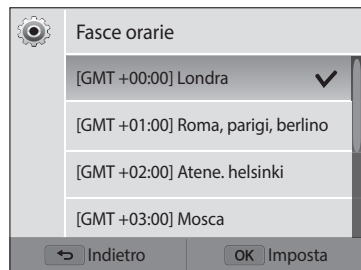 Fasce orarie
[GMT +00:00] Londra
[GMT +01:00] Roma, parigi, berlino
[GMT +02:00] Atene. helsinki
[GMT +03:00] Mosca
Indietro OK Imposta